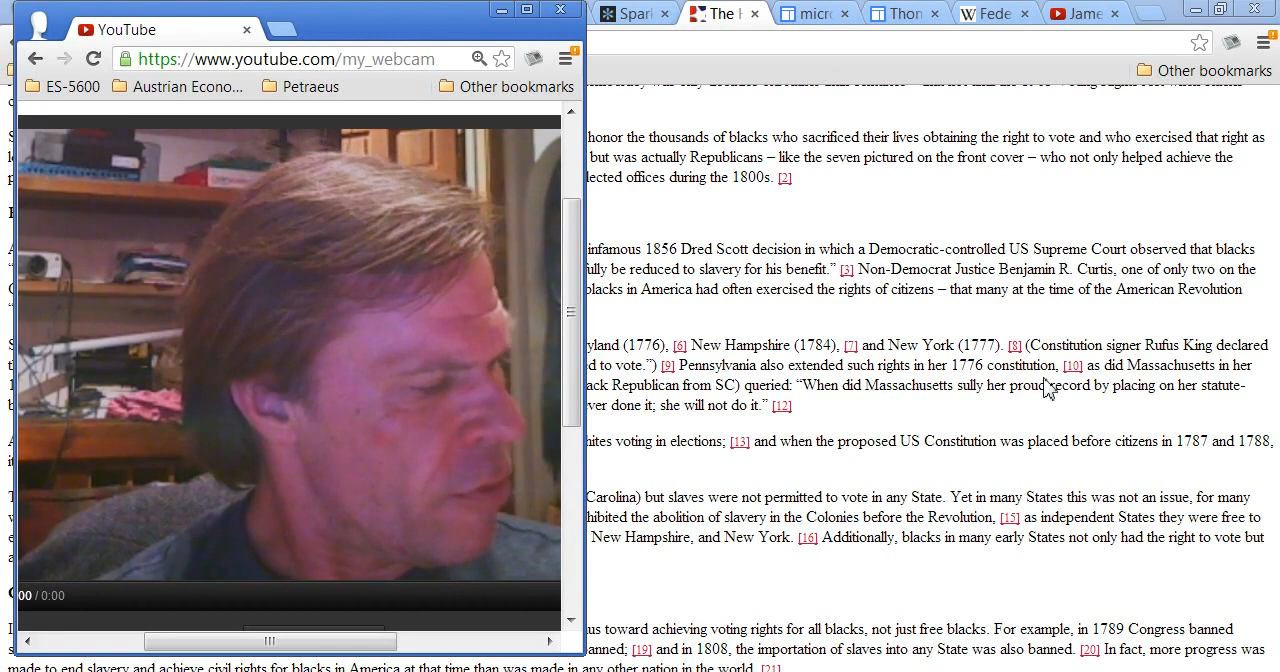 YouTube
https://www.youtube.com/my_webcam
ES-5600 Austrian Econo... Petraeus Other bookmarks
00 / 0:00
Spar The micro Thon Fede Jame
Other bookmarks
honor the thousands of blacks who sacrificed their lives obtaining the right to vote and who exercised that right as
but was actually Republicans – like the seven pictured on the front cover – who not only helped achieve the
lected offices during the 1800s. [2]
infamous 1856 Dred Scott decision in which a Democratic-controlled US Supreme Court observed that blacks
fully be reduced to slavery for his benefit.” [3] Non-Democrat Justice Benjamin R. Curtis, one of only two on the
blacks in America had often exercised the rights of citizens – that many at the time of the American Revolution
yland (1776), [6] New Hampshire (1784), [7] and New York (1777). [8] (Constitution signer Rufus King declared
d to vote.”) [9] Pennsylvania also extended such rights in her 1776 constitution, [10] as did Massachusetts in her
ack Republican from SC) queried: “When did Massachusetts sully her proud record by placing on her statute-
ver done it; she will not do it.” [12]
hites voting in elections; [13] and when the proposed US Constitution was placed before citizens in 1787 and 1788,
Carolina) but slaves were not permitted to vote in any State. Yet in many States this was not an issue, for many
hibited the abolition of slavery in the Colonies before the Revolution, [15] as independent States they were free to
New Hampshire, and New York. [16] Additionally, blacks in many early States not only had the right to vote but
us toward achieving voting rights for all blacks, not just free blacks. For example, in 1789 Congress banned
anned; [19] and in 1808, the importation of slaves into any State was also banned. [20] In fact, more progress was
made to end slavery and achieve civil rights for blacks in America at that time than was made in any other nation in the world. [21]